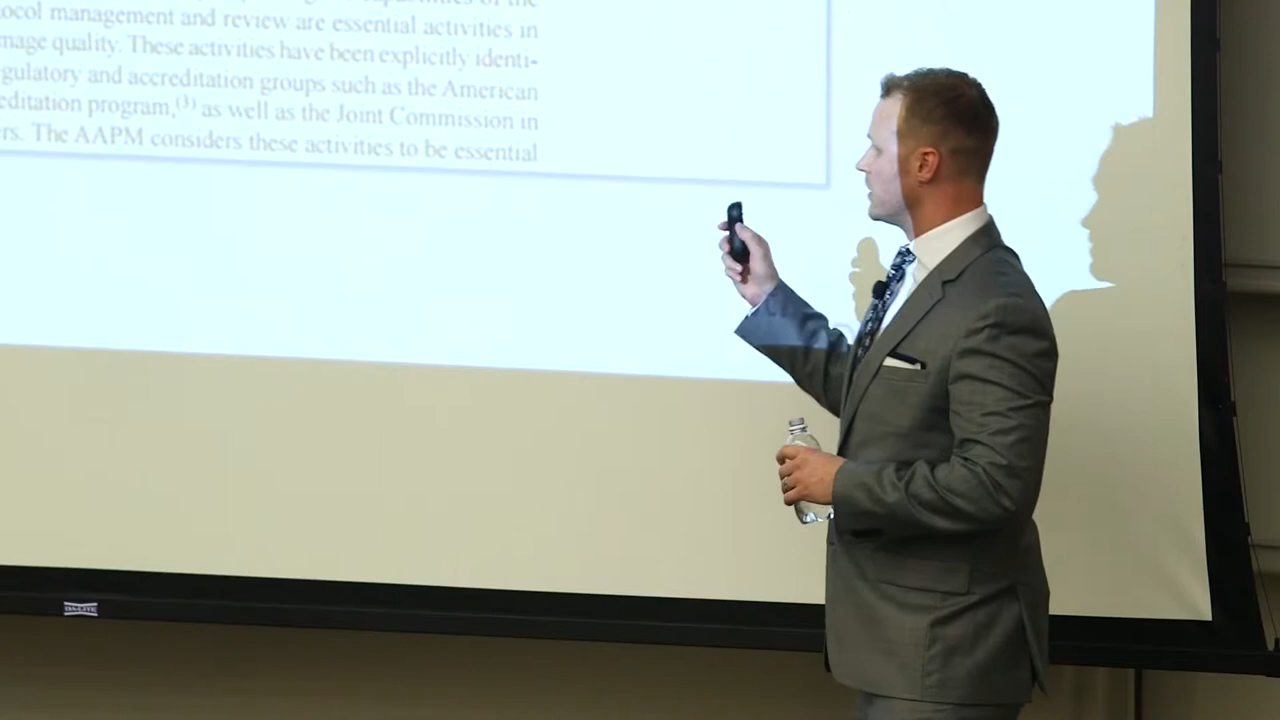 ocol management and review are essential activities in
mage quality. These activities have been explicitly identi-
gulatory and accreditation groups such as the American
editation program,(3) as well as the Joint Commission in
rs. The AAPM considers these activities to be essential
DA-LITE